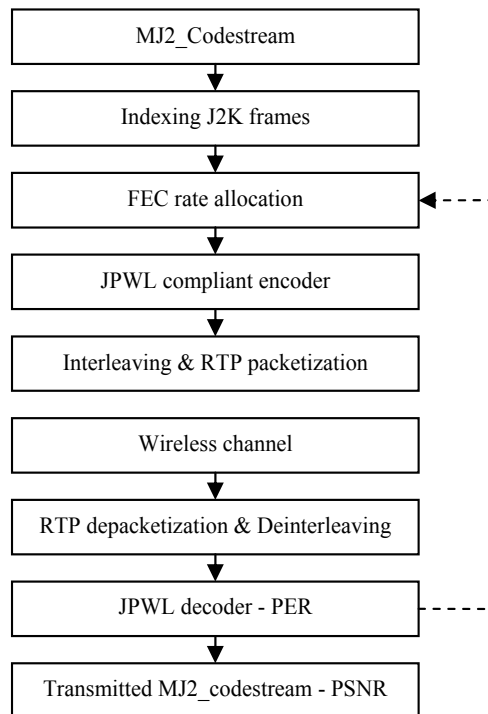 MJ2_Codestream
Indexing J2K frames
FEC rate allocation
JPWL compliant encoder
Interleaving & RTP packetization
Wireless channel
RTP depacketization & Deinterleaving
JPWL decoder - PER
Transmitted MJ2_codestream - PSNR